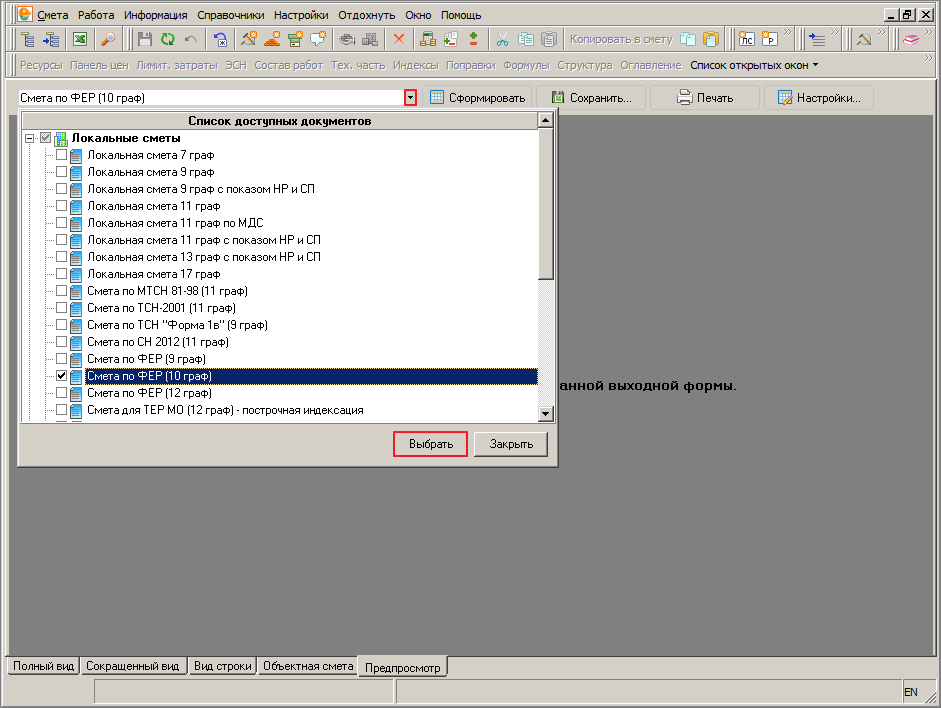 Смета Работа Информация Справочники Настройки Отдохнуть Окно Помощь
Копировать в смету
Лс Р
Ресурсы Панель цен Лимит. затраты ЭСН Состав работ Тех. часть Индексы Поправки Формулы Структура Оглавление Список открытых окон
Смета по ФЕР (10 граф) Сформировать Сохранить... Печать Настройки...
Список доступных документов
Локальные сметы
Локальная смета 7 граф
Локальная смета 9 граф
Локальная смета 9 граф с показом НР и СП
Локальная смета 11 граф
Локальная смета 11 граф по МДС
Локальная смета 11 граф с показом НР и СП
Локальная смета 13 граф с показом НР и СП
Локальная смета 17 граф
Смета по МТСН 81-98 (11 граф)
Смета по ТСН-2001 (11 граф)
Смета по ТСН "Форма 1в" (9 граф)
Смета по СН 2012 (11 граф)
Смета по ФЕР (9 граф)
Смета по ФЕР (10 граф)
анной выходной формы.
Смета по ФЕР (12 граф)
Смета для ТЕР МО (12 граф) - построчная индексация
Выбрать Закрыть
Полный вид Сокращенный вид Вид строки Объектная смета Предпросмотр
EN